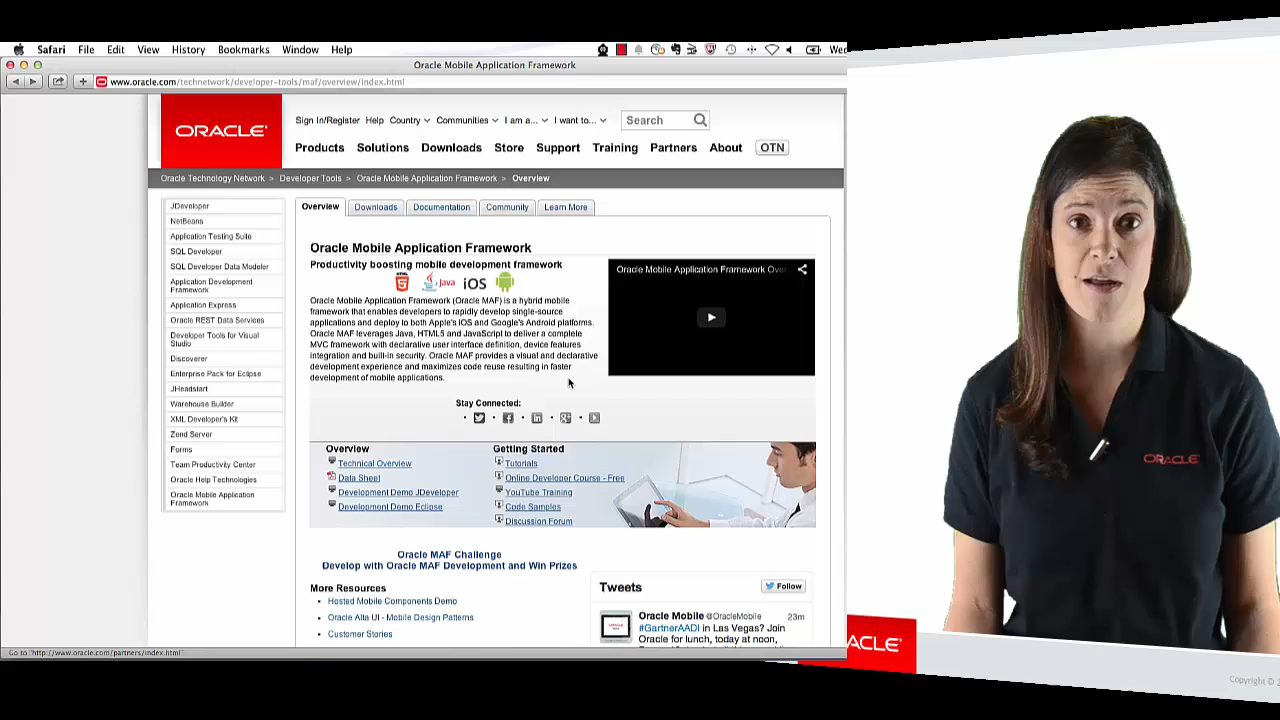 Safari File Edit View History Bookmarks Window Help
Oracle Mobile Application Framework
www.oracle.com/technetwork/developer-tools/maf/overview/index.html
ORACLE
Sign In/Register Help Country Communities I am a... I want to... Search
Products Solutions Downloads Store Support Training Partners About OTN
Oracle Technology Network > Developer Tools > Oracle Mobile Application Framework > Overview
JDeveloper
NetBeans
Application Testing Suite
SQL Developer
SQL Developer Data Modeler
Application Development
Framework
Application Express
Oracle REST Data Services
Developer Tools for Visual
Studio
Discoverer
Enterprise Pack for Eclipse
JHeadstart
Warehouse Builder
XML Developer's Kit
Zend Server
Forms
Team Productivity Center
Oracle Help Technologies
Oracle Mobile Application
Framework
Overview Downloads Documentation Community Learn More
Oracle Mobile Application Framework
Productivity boosting mobile development framework
HTML Java iOS
Oracle Mobile Application Framework (Oracle MAF) is a hybrid mobile
framework that enables developers to rapidly develop single-source
applications and deploy to both Apple's iOS and Google's Android platforms.
Oracle MAF leverages Java, HTML5 and JavaScript to deliver a complete
MVC framework with declarative user interface definition, device features
integration and built-in security. Oracle MAF provides a visual and declarative
development experience and maximizes code reuse resulting in faster
development of mobile applications.
Oracle Mobile Application Framework Ove
Stay Connected:
Overview
Technical Overview
Data Sheet
Development Demo JDeveloper
Development Demo Eclipse
Getting Started
Tutorials
Online Developer Course - Free
YouTube Training
Code Samples
Discussion Forum
Oracle MAF Challenge
Develop with Oracle MAF Development and Win Prizes
More Resources
Hosted Mobile Components Demo
Oracle Alta UI - Mobile Design Patterns
Customer Stories
Tweets Follow
Oracle Mobile @OracleMobile 23m
#GartnerAADI in Las Vegas? Join
Oracle for lunch, today at noon,
Go to "http://www.oracle.com/partners/index.html"
ORACLE
ACLE
Copyright © 2